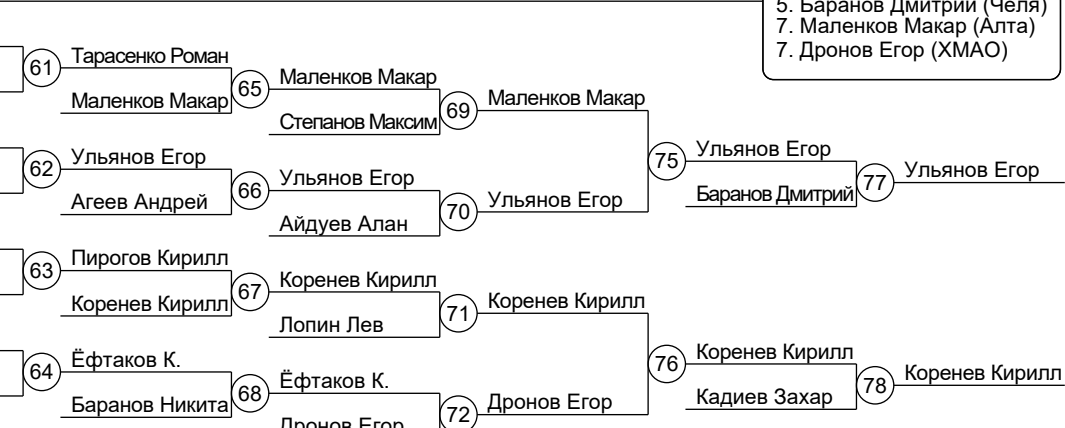 5. Баранов Дмитрий (Челя)
7. Маленков Макар (Алта)
7. Дронов Егор (ХМАО)
61
Тарасенко Роман
Маленков Макар
65
Маленков Макар
Степанов Максим
69
Маленков Макар
62
Ульянов Егор
Агеев Андрей
66
Ульянов Егор
Айдуев Алан
70
Ульянов Егор
75
Ульянов Егор
Баранов Дмитрий
77
Ульянов Егор
63
Пирогов Кирилл
Коренев Кирилл
67
Коренев Кирилл
Лопин Лев
71
Коренев Кирилл
64
Ёфтаков К.
Баранов Никита
68
Ёфтаков К.
Дронов Егор
72
Дронов Егор
76
Коренев Кирилл
Кадиев Захар
78
Коренев Кирилл